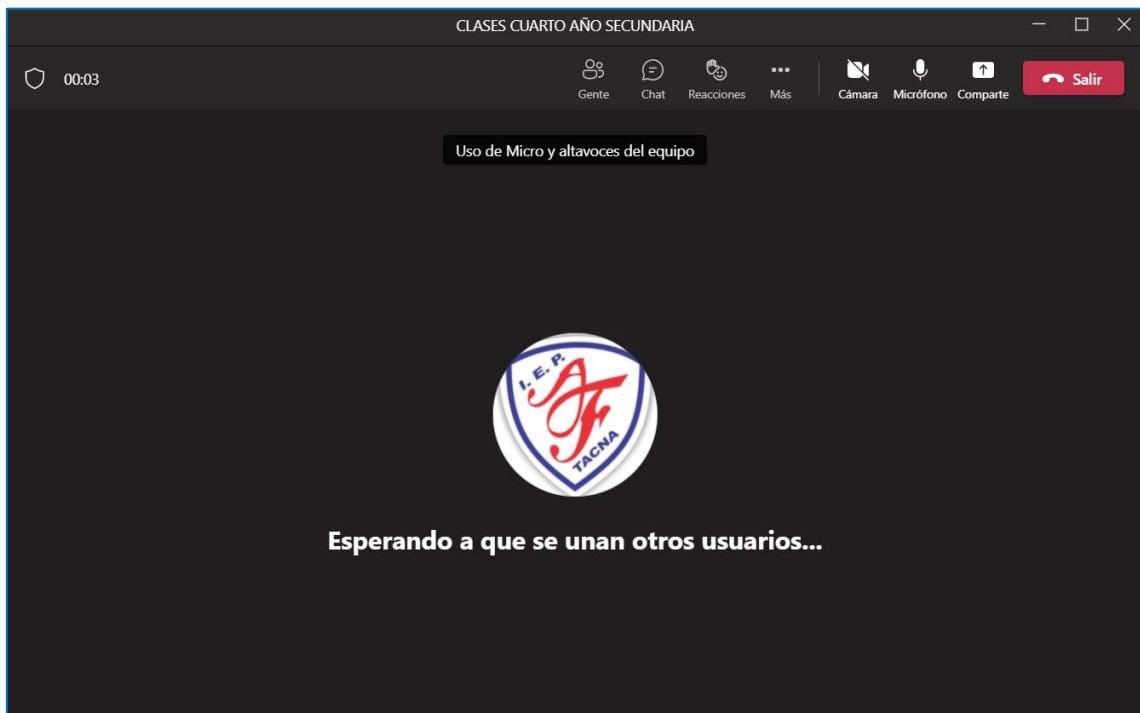 CLASES CUARTO AÑO SECUNDARIA
00:03
Gente
Chat
Reacciones
Más
Cámara
Micrófono
Comparte
Salir
Uso de Micro y altavoces del equipo
I. E. P.
AF
TACNA
Esperando a que se unan otros usuarios...